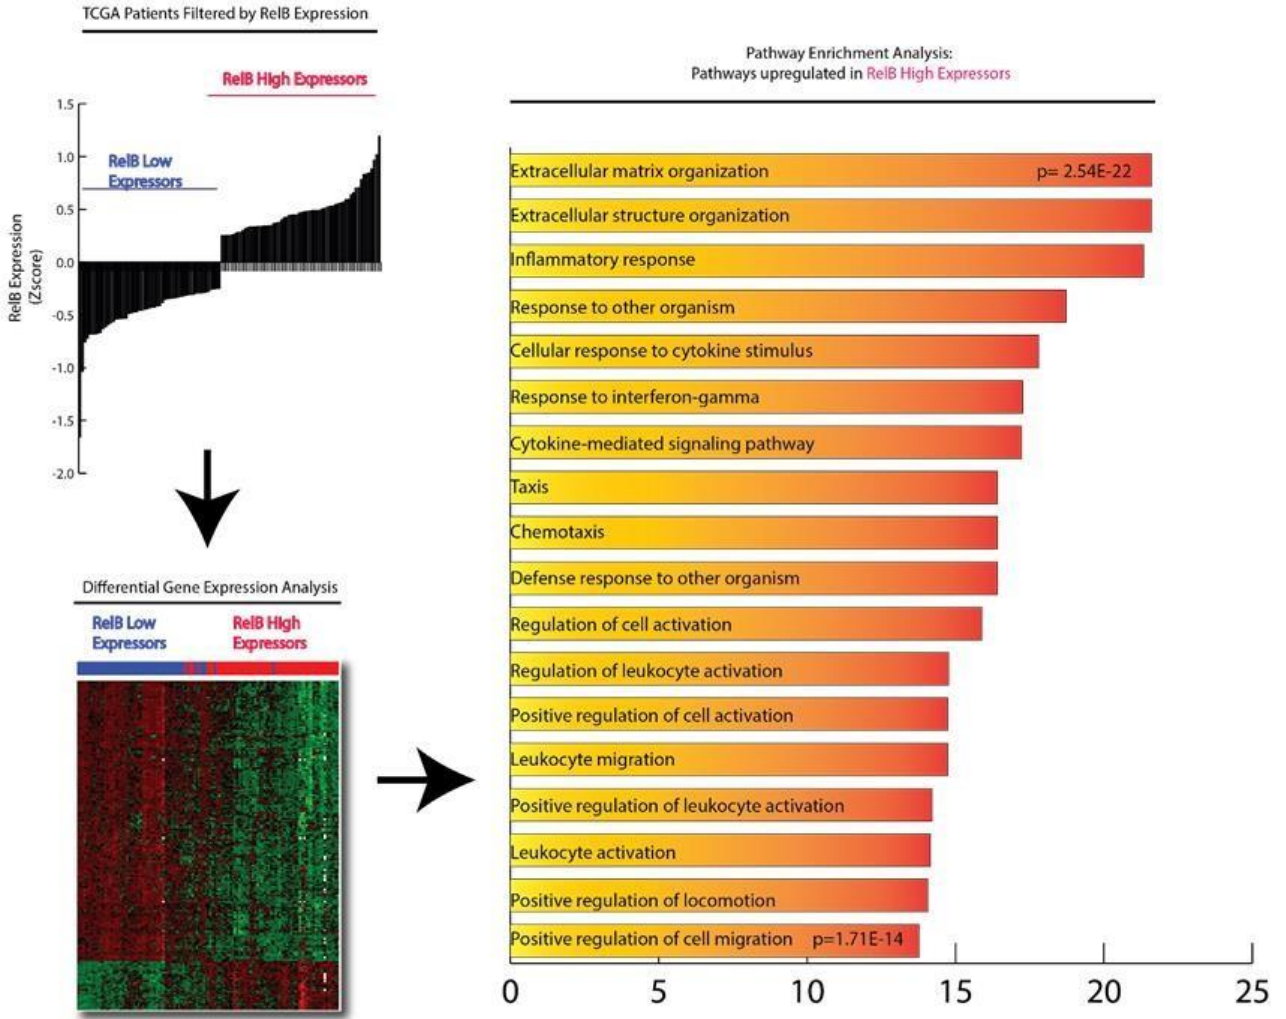 TCGA Patients Filtered by RelB Expression
RelB High Expressors
RelB Low
Expressors
RelB Expression
(Zscore)
1.5
1.0
0.5
0.0
-0.5
-1.0
-1.5
-2.0
Differential Gene Expression Analysis
RelB Low
Expressors
RelB High
Expressors
Pathway Enrichment Analysis:
Pathways upregulated in RelB High Expressors
Extracellular matrix organization p= 2.54E-22
Extracellular structure organization
Inflammatory response
Response to other organism
Cellular response to cytokine stimulus
Response to interferon-gamma
Cytokine-mediated signaling pathway
Taxis
Chemotaxis
Defense response to other organism
Regulation of cell activation
Regulation of leukocyte activation
Positive regulation of cell activation
Leukocyte migration
Positive regulation of leukocyte activation
Leukocyte activation
Positive regulation of locomotion
Positive regulation of cell migration p=1.71E-14
0 5 10 15 20 25